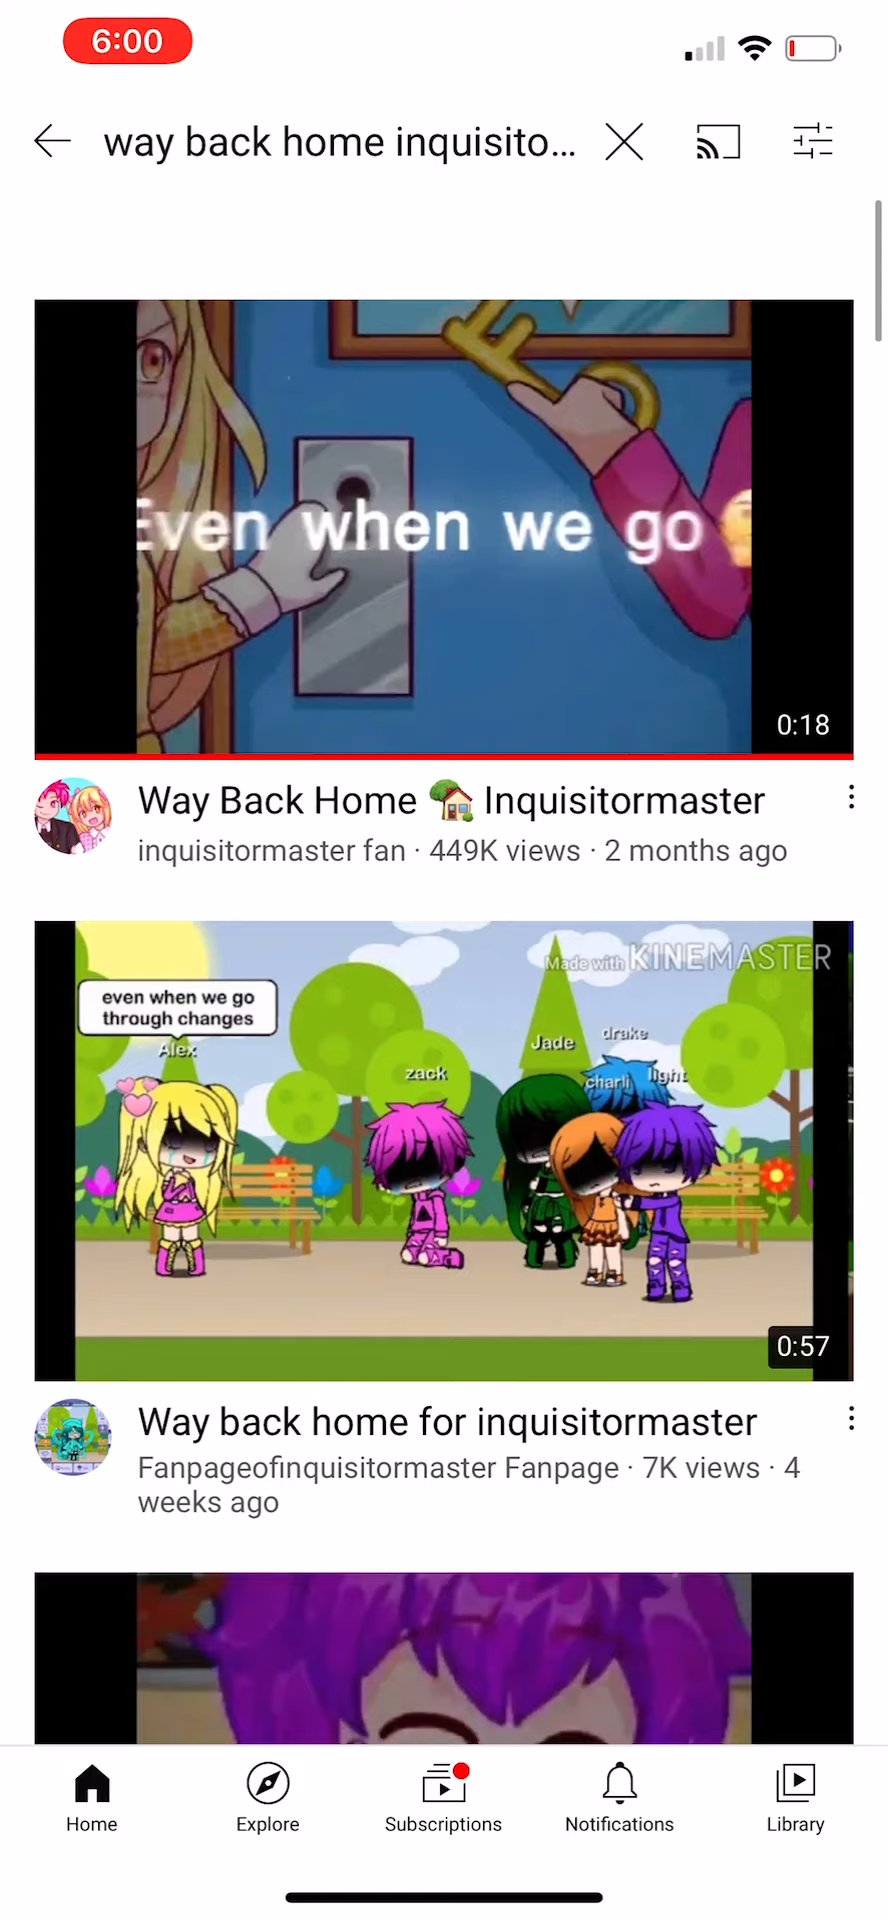 6:00
way back home inquisito...
Even when we go
0:18
Way Back Home 🏡 Inquisitormaster
inquisitormaster fan · 449K views · 2 months ago
Made with KINEMASTER
even when we go
through changes
Alex
zack
Jade
drake
charli
light
0:57
Way back home for inquisitormaster
Fanpageofinquisitormaster Fanpage · 7K views · 4
weeks ago
Home
Explore
Subscriptions
Notifications
Library